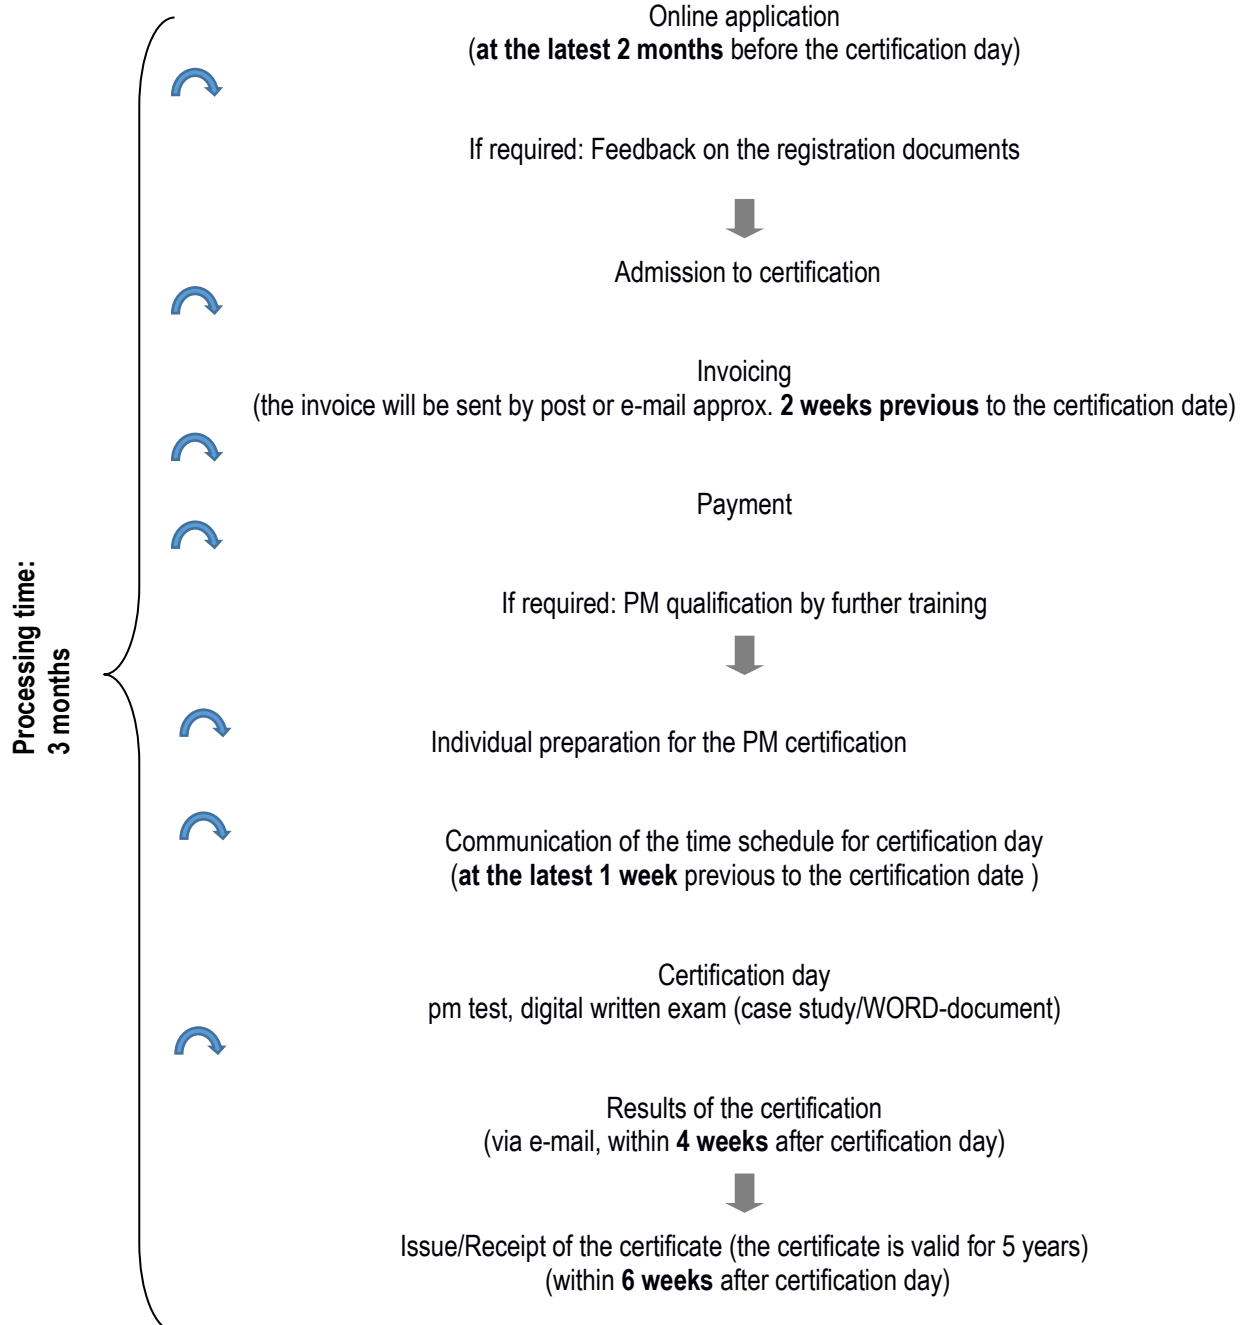 Online application
(at the latest 2 months before the certification day)
If required: Feedback on the registration documents
Admission to certification
Invoicing
(the invoice will be sent by post or e-mail approx. 2 weeks previous to the certification date)
Payment
If required: PM qualification by further training
Processing time:
3 months
Individual preparation for the PM certification
Communication of the time schedule for certification day
(at the latest 1 week previous to the certification date )
Certification day
pm test, digital written exam (case study/WORD-document)
Results of the certification
(via e-mail, within 4 weeks after certification day)
Issue/Receipt of the certificate (the certificate is valid for 5 years)
(within 6 weeks after certification day)